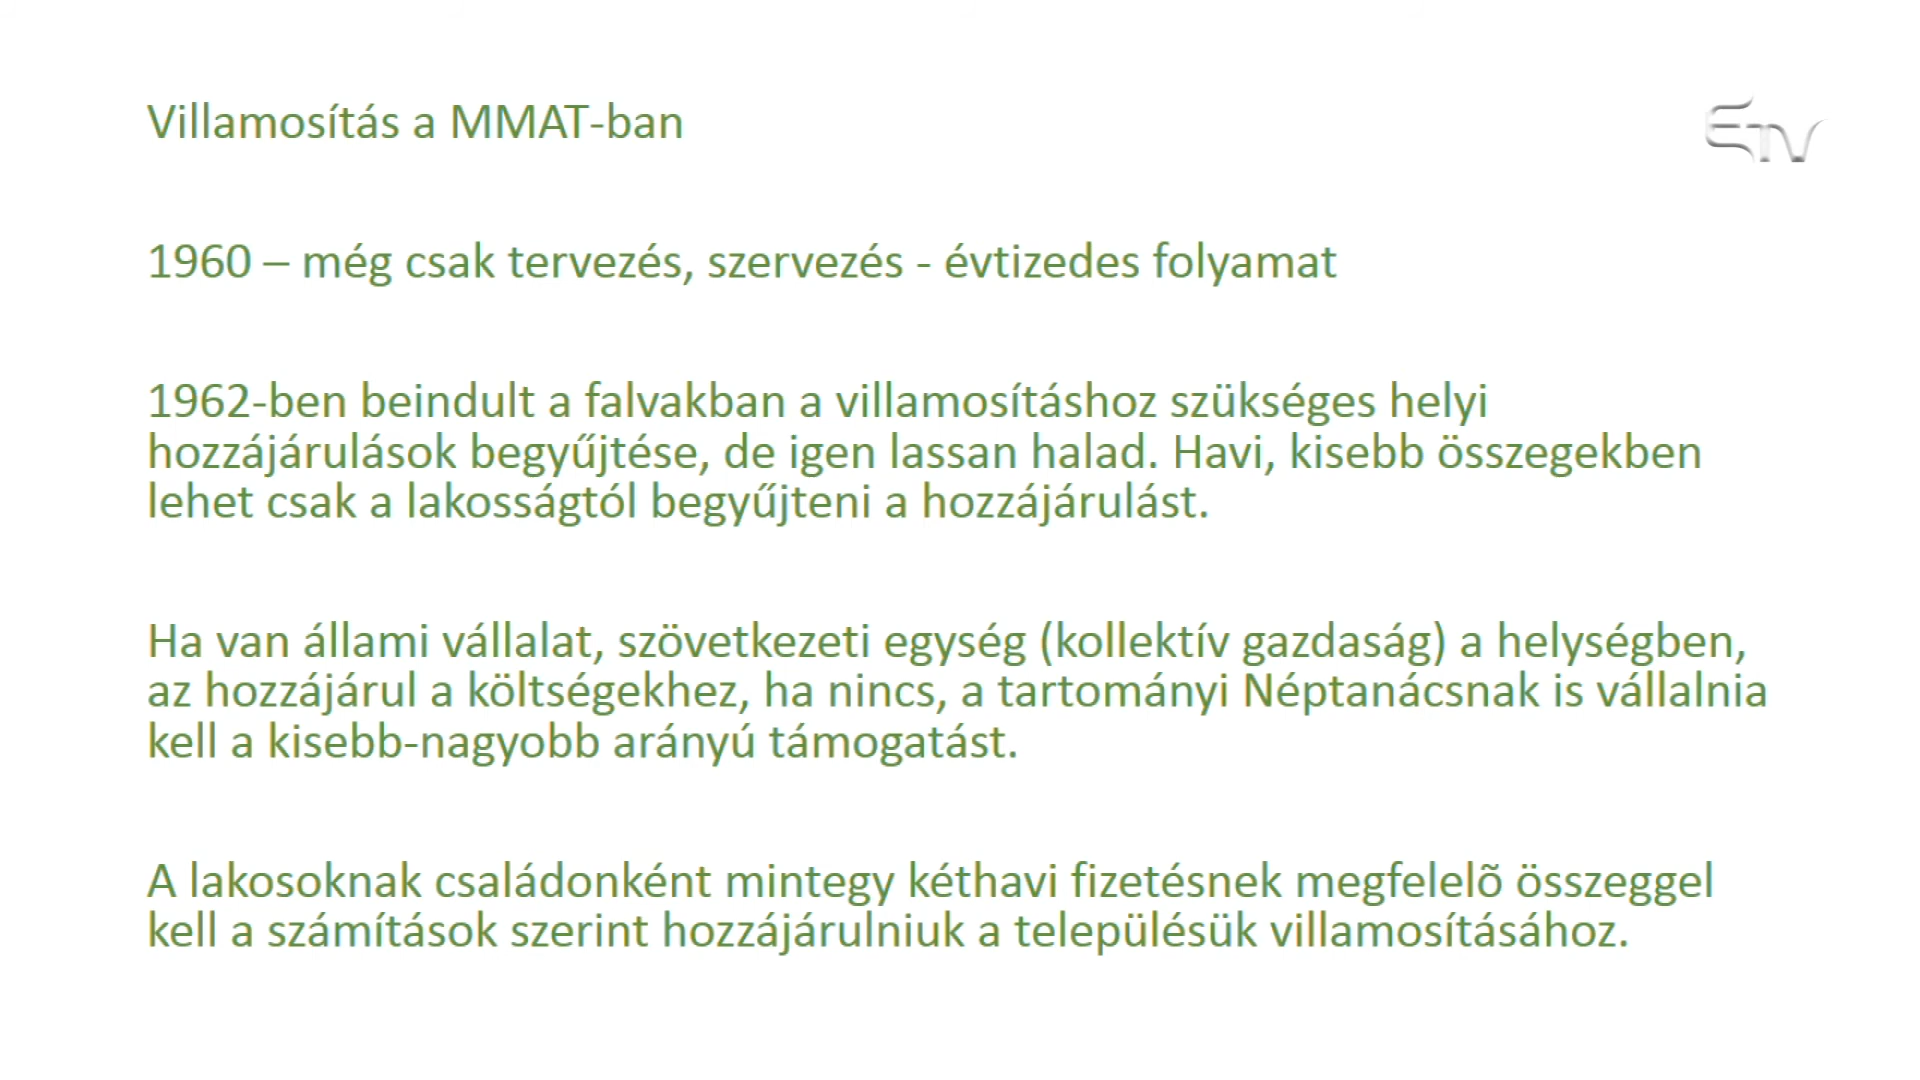 Villamosítás a MMAT-ban
ETV
1960 – még csak tervezés, szervezés - évtizedes folyamat
1962-ben beindult a falvakban a villamosításhoz szükséges helyi
hozzájárulások begyűjtése, de igen lassan halad. Havi, kisebb összegekben
lehet csak a lakosságtól begyűjteni a hozzájárulást.
Ha van állami vállalat, szövetkezeti egység (kollektív gazdaság) a helységben,
az hozzájárul a költségekhez, ha nincs, a tartományi Néptanácsnak is vállalnia
kell a kisebb-nagyobb arányú támogatást.
A lakosoknak családonként mintegy kéthavi fizetésnek megfelelõ összeggel
kell a számítások szerint hozzájárulniuk a településük villamosításához.